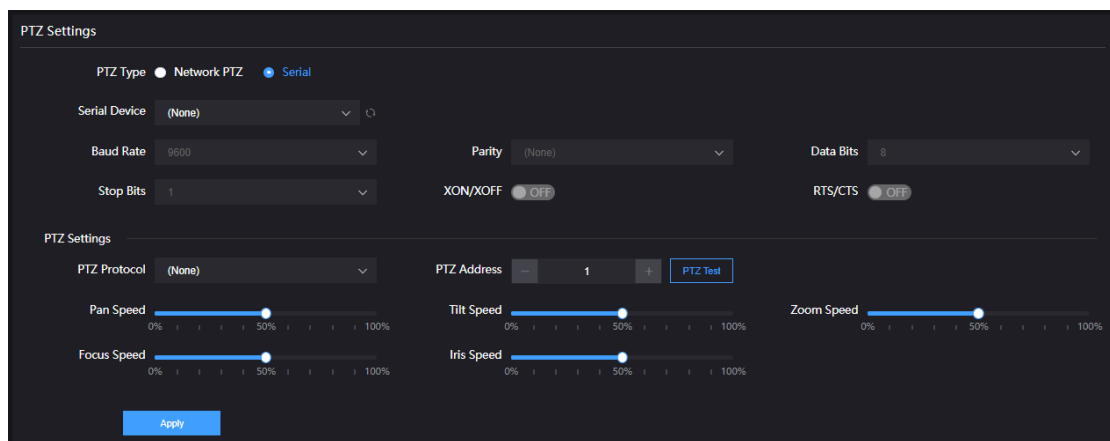 PTZ Settings
PTZ Type Network PTZ Serial
Serial Device (None)
Baud Rate 9600 Parity (None) Data Bits 8
Stop Bits 1 XON/XOFF OFF RTS/CTS OFF
PTZ Settings
PTZ Protocol (None) PTZ Address − 1 + PTZ Test
Pan Speed Tilt Speed Zoom Speed
0% 50% 100% 0% 50% 100% 0% 50% 100%
Focus Speed Iris Speed
0% 50% 100% 0% 50% 100%
Apply